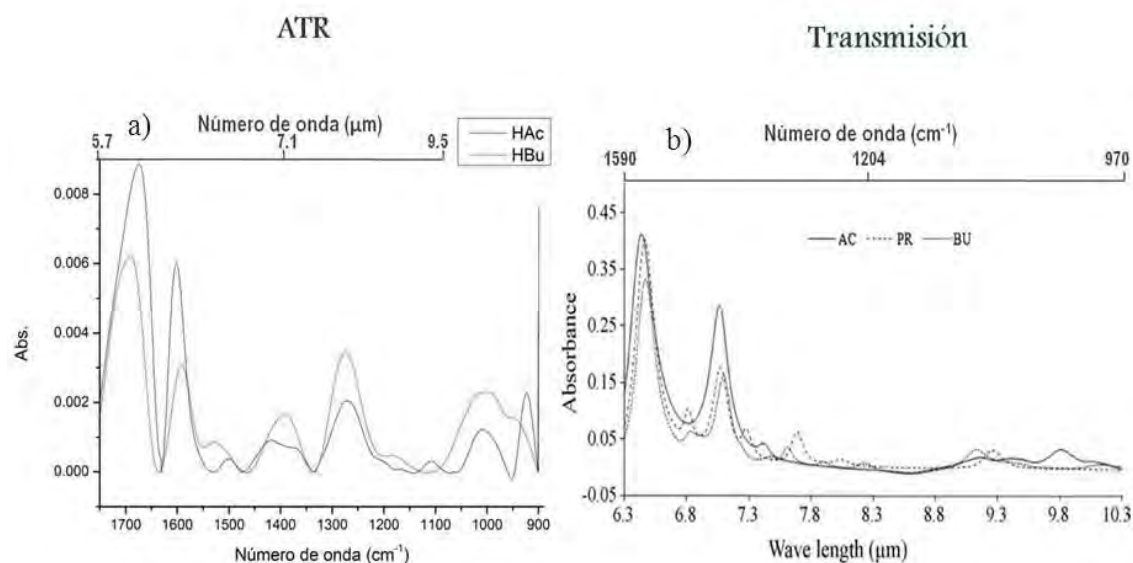 ATR
Transmisión
a)
Número de onda (µm)
5.7 7.1 9.5
HAc
HBu
0.008
0.006
0.004
0.002
0.000
Abs.
1700 1600 1500 1400 1300 1200 1100 1000 900
Número de onda (cm⁻¹)
b)
Número de onda (cm⁻¹)
1590 1204 970
AC PR BU
0.45
0.35
0.25
0.15
0.05
-0.05
Absorbance
6.3 6.8 7.3 7.8 8.3 8.8 9.3 9.8 10.3
Wave length (µm)